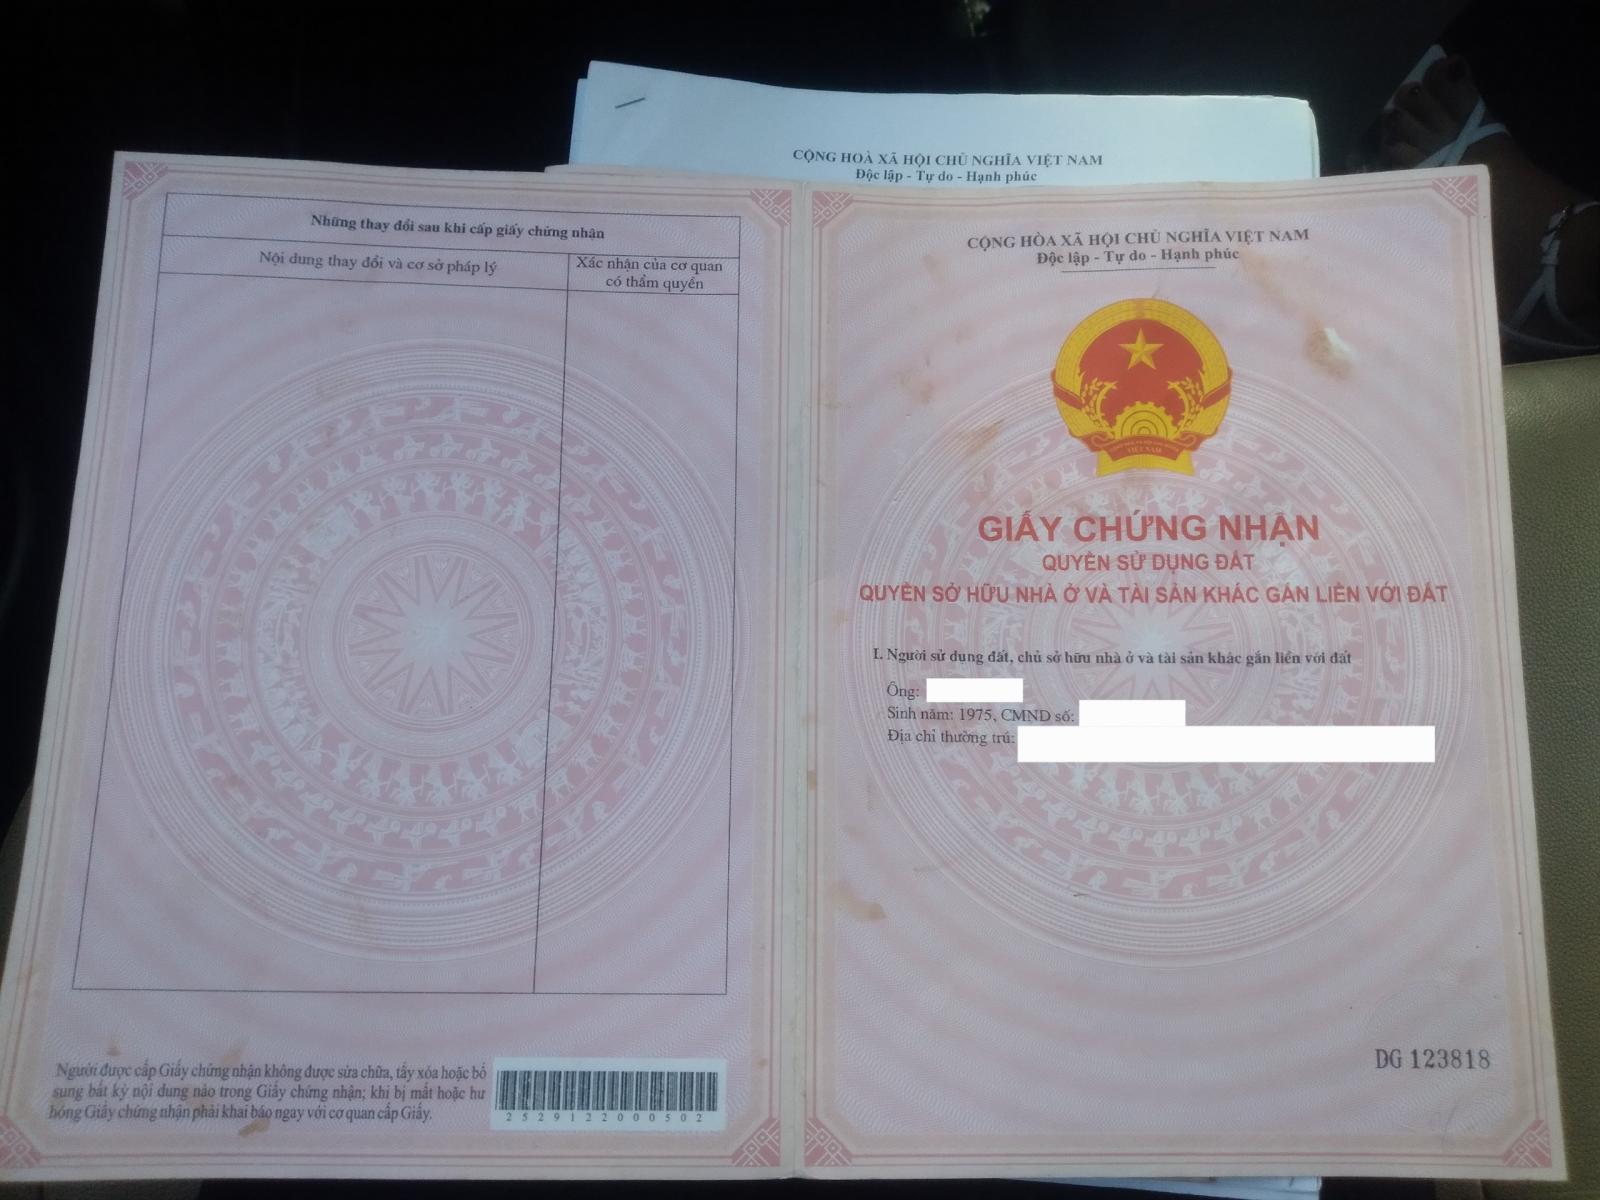 CỘNG HOÀ XÃ HỘI CHỦ NGHĨA VIỆT NAM
Độc lập - Tự do - Hạnh phúc
Những thay đổi sau khi cấp giấy chứng nhận
Nội dung thay đổi và cơ sở pháp lý
Xác nhận của cơ quan
có thẩm quyền
Người được cấp Giấy chứng nhận không được sửa chữa, tẩy xóa hoặc bổ
sung bất kỳ nội dung nào trong Giấy chứng nhận; khi bị mất hoặc hư
hỏng Giấy chứng nhận phải khai báo ngay với cơ quan cấp Giấy.
2529122000502
CỘNG HÒA XÃ HỘI CHỦ NGHĨA VIỆT NAM
Độc lập - Tự do - Hạnh phúc
VIỆT NAM
GIẤY CHỨNG NHẬN
QUYỀN SỬ DỤNG ĐẤT
QUYỀN SỞ HỮU NHÀ Ở VÀ TÀI SẢN KHÁC GẮN LIỀN VỚI ĐẤT
I. Người sử dụng đất, chủ sở hữu nhà ở và tài sản khác gắn liền với đất
Ông:
Sinh năm: 1975, CMND số:
Địa chỉ thường trú:
DG 123818